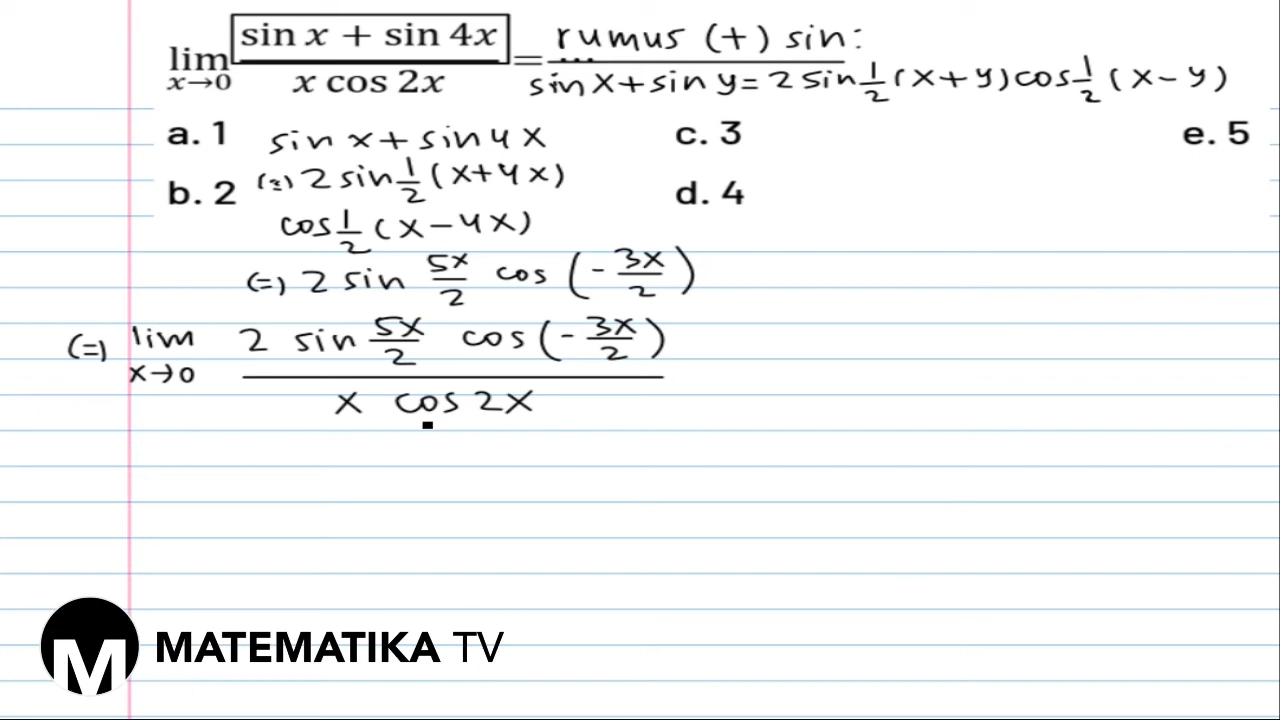 lim x→0 (sin x + sin 4x)/(x cos 2x) = ... rumus (+) sin:
sin x + sin y = 2 sin 1/2 (x+y) cos 1/2 (x-y)
a. 1
sin x + sin 4x
c. 3
e. 5
b. 2
(=) 2 sin 1/2 (x+4x)
d. 4
cos 1/2 (x-4x)
(=) 2 sin 5x/2 cos (-3x/2)
(=) lim x→0 (2 sin 5x/2 cos (-3x/2))/(x cos 2x)
M MATEMATIKA TV